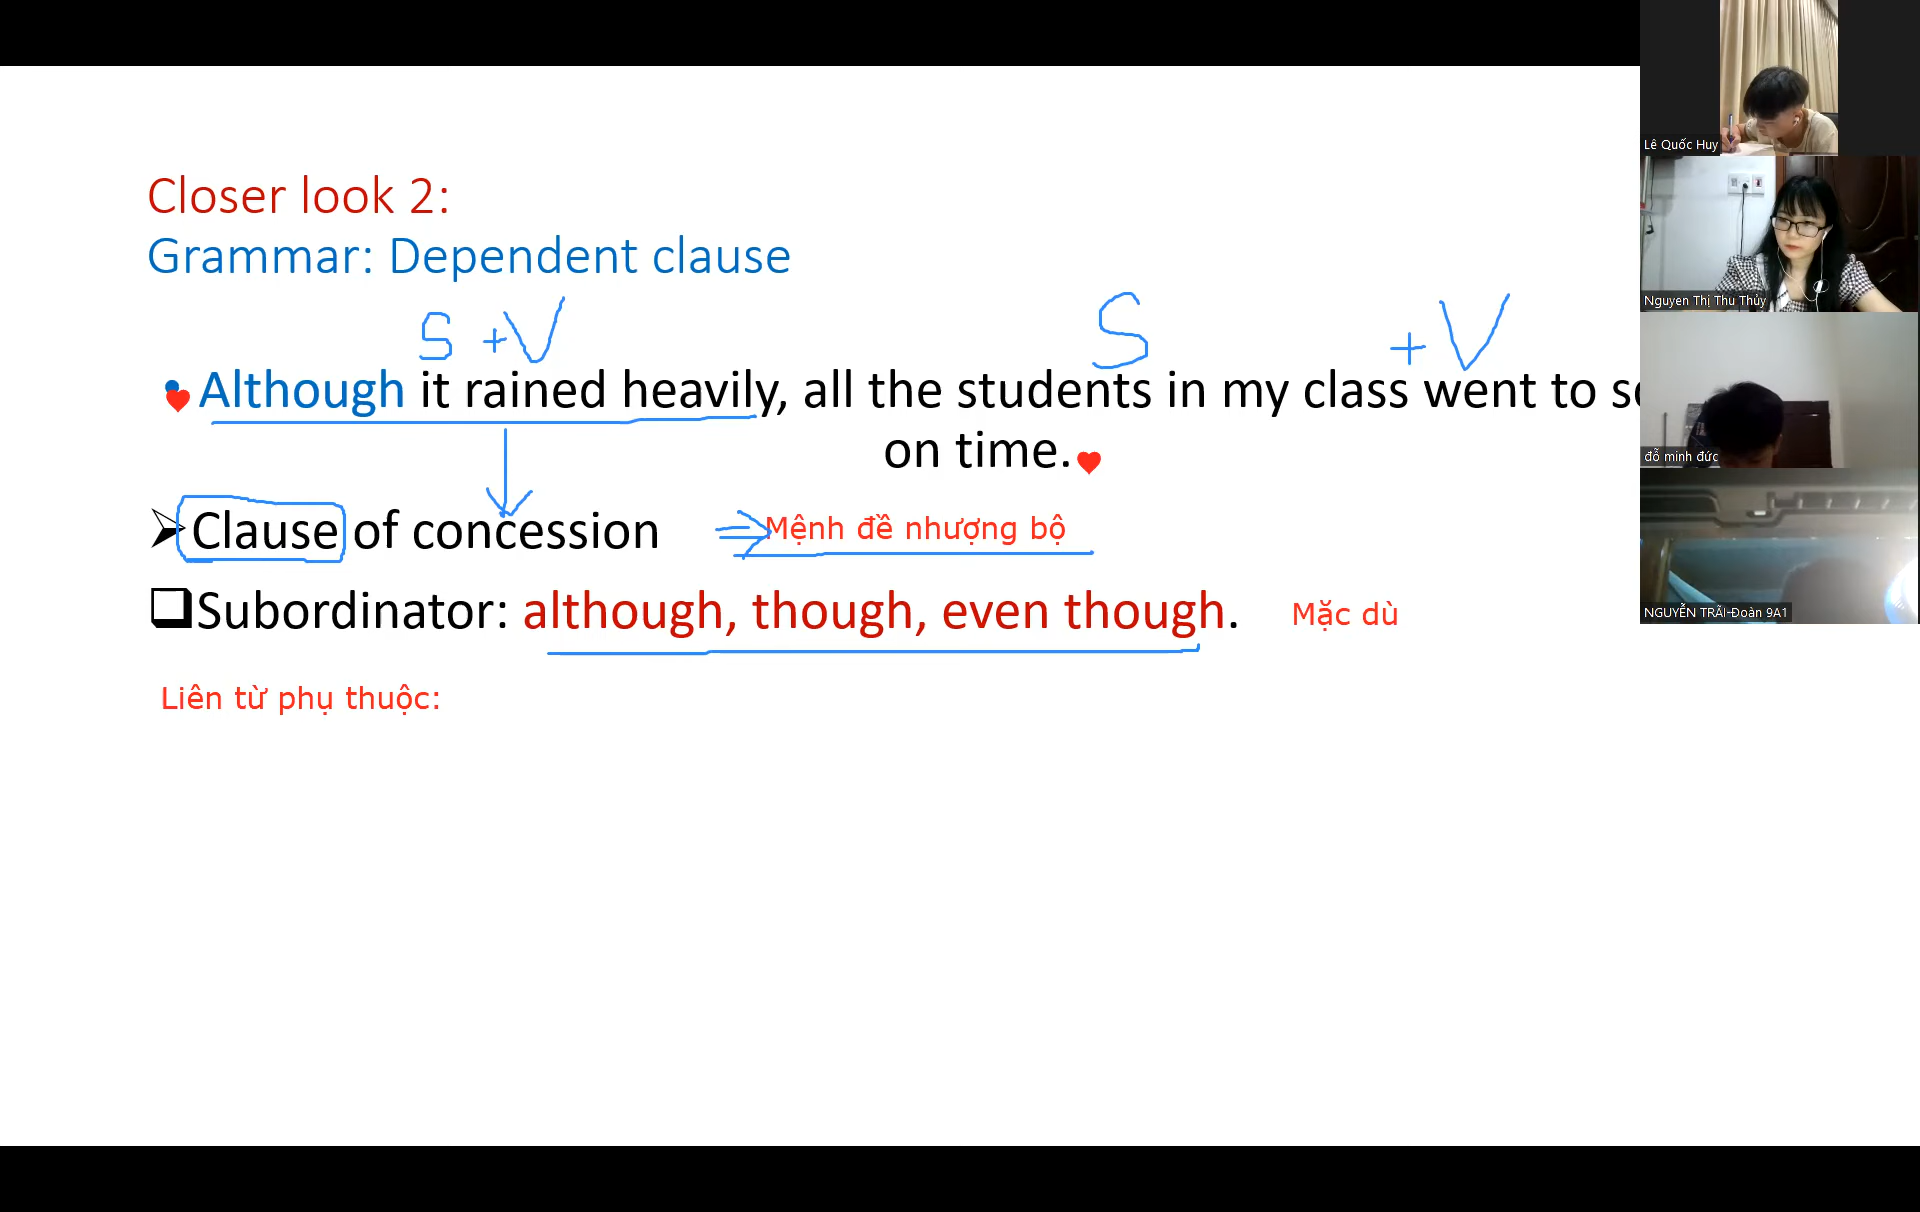 Closer look 2:
Grammar: Dependent clause
S +V
S + V
Although it rained heavily, all the students in my class went to
on time.
Clause of concession
Mệnh đề nhượng bộ
Subordinator: although, though, even though.
Mặc dù
Liên từ phụ thuộc:
Lê Quốc Huy
Nguyen Thị Thu Thủy
đỗ minh đức
NGUYỄN TRÃI-Đoàn 9A1